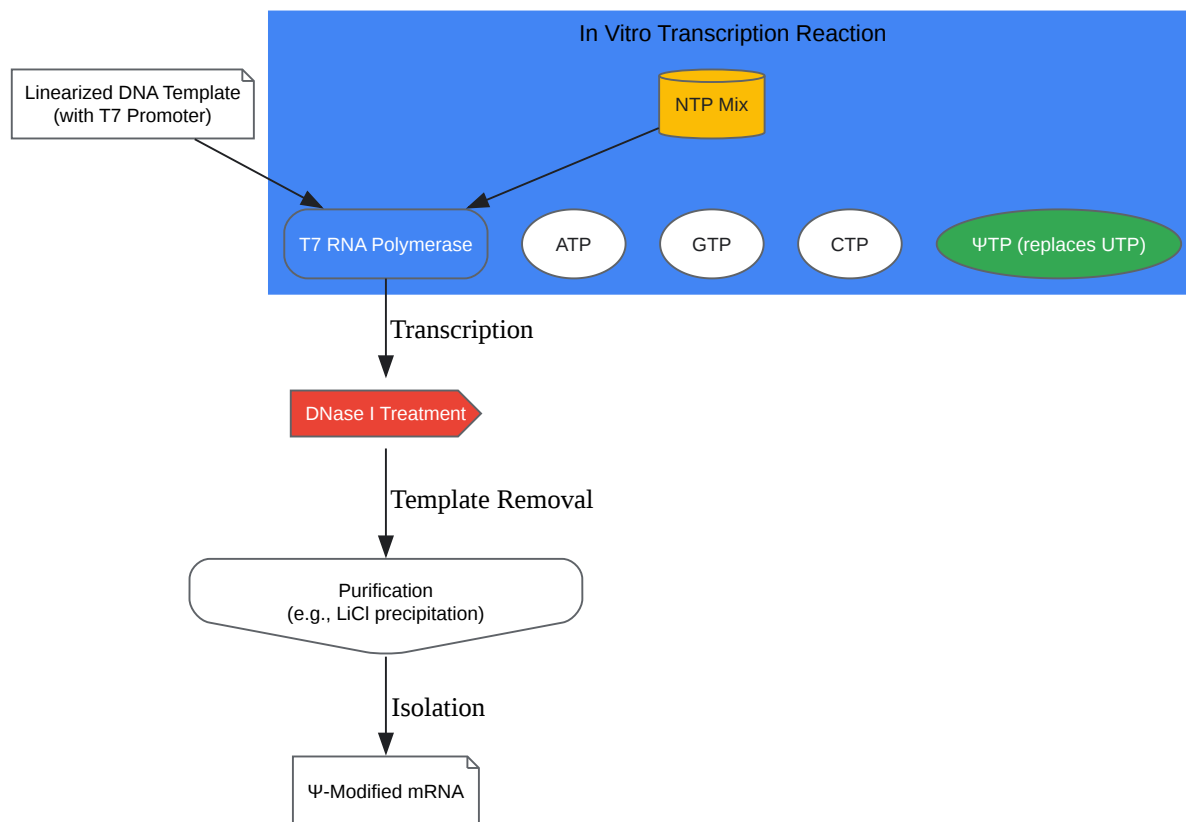 In Vitro Transcription Reaction
Linearized DNA Template
(with T7 Promoter)
NTP Mix
T7 RNA Polymerase
ATP
GTP
CTP
ΨTP (replaces UTP)
Transcription
DNase I Treatment
Template Removal
Purification
(e.g., LiCl precipitation)
Isolation
Ψ-Modified mRNA